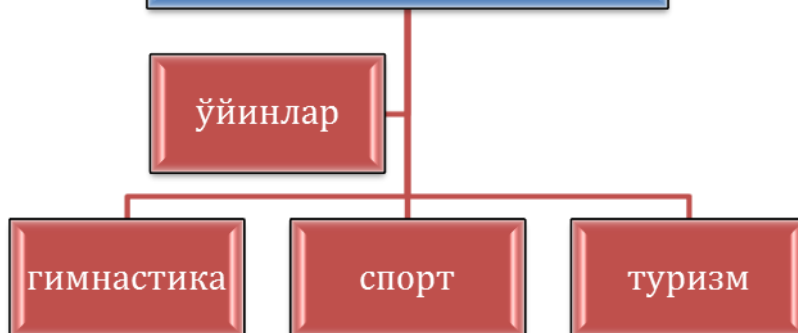 ўйинлар
гимнастика
спорт
туризм